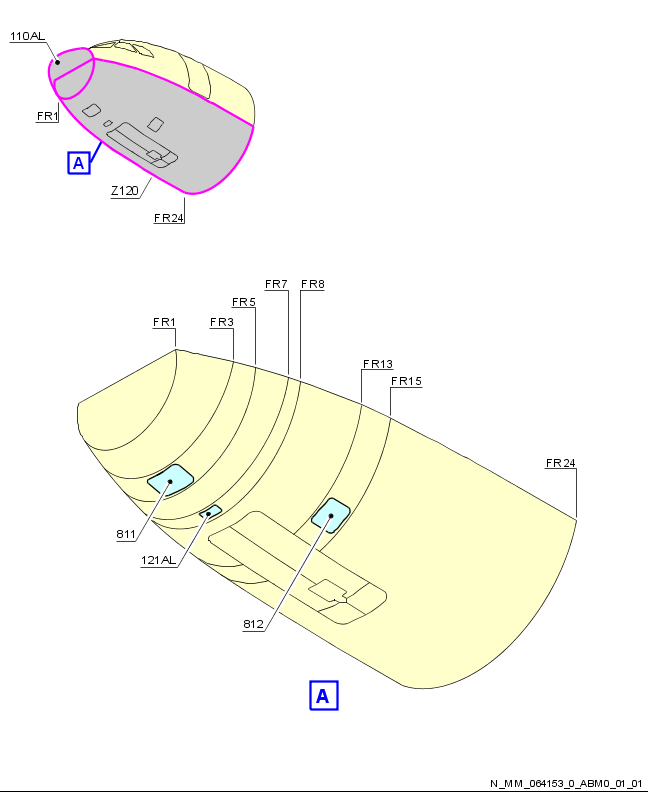 110AL
FR1
A
Z120
FR24
FR7
FR8
FR5
FR1
FR3
FR13
FR15
FR24
811
121AL
812
A
N_MM_064153_0_ABM0_01_01